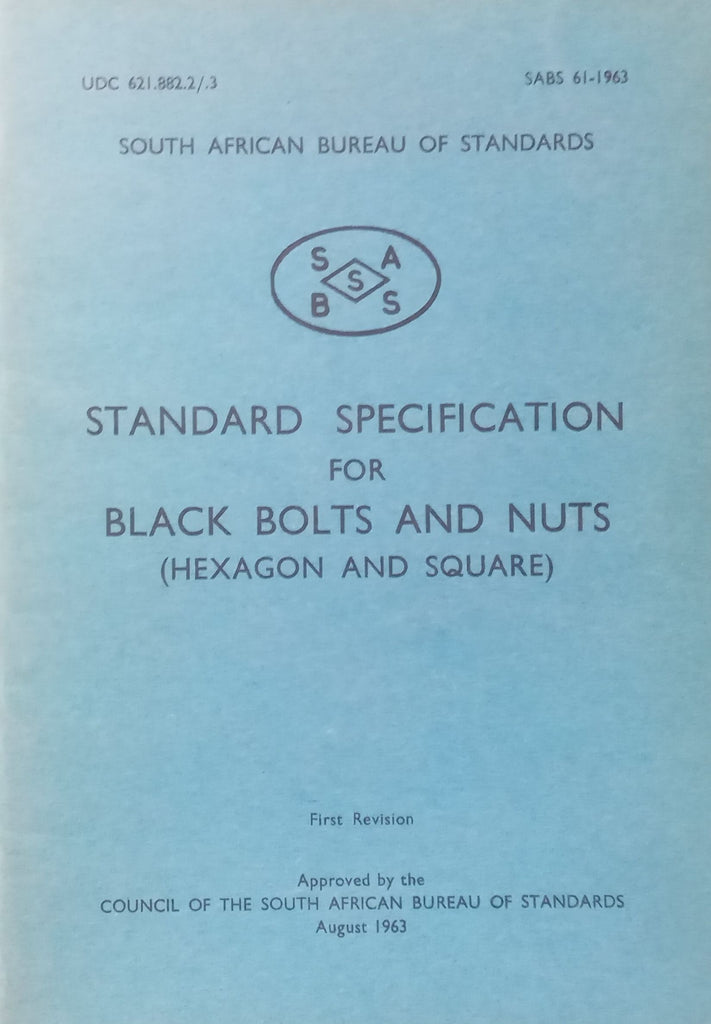 UDC 621.882.2/.3
SABS 61-1963
SOUTH AFRICAN BUREAU OF STANDARDS
S A
S
B S
STANDARD SPECIFICATION
FOR
BLACK BOLTS AND NUTS
(HEXAGON AND SQUARE)
First Revision
Approved by the
COUNCIL OF THE SOUTH AFRICAN BUREAU OF STANDARDS
August 1963